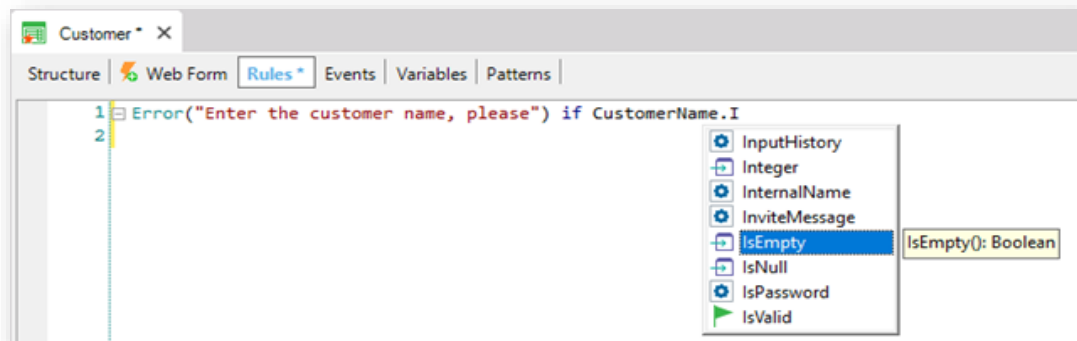 Customer *
Structure Web Form Rules * Events Variables Patterns
1 Error("Enter the customer name, please") if CustomerName.I
2
InputHistory
Integer
InternalName
InviteMessage
IsEmpty IsEmpty(): Boolean
IsNull
IsPassword
IsValid